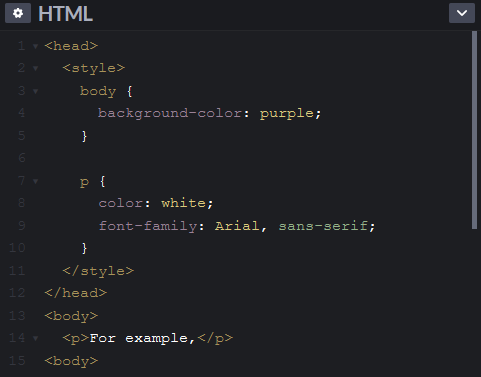 HTML
1 <head>
2 <style>
3 body {
4 background-color: purple;
5 }
6
7 p {
8 color: white;
9 font-family: Arial, sans-serif;
10 }
11 </style>
12 </head>
13 <body>
14 <p>For example,</p>
15 <body>